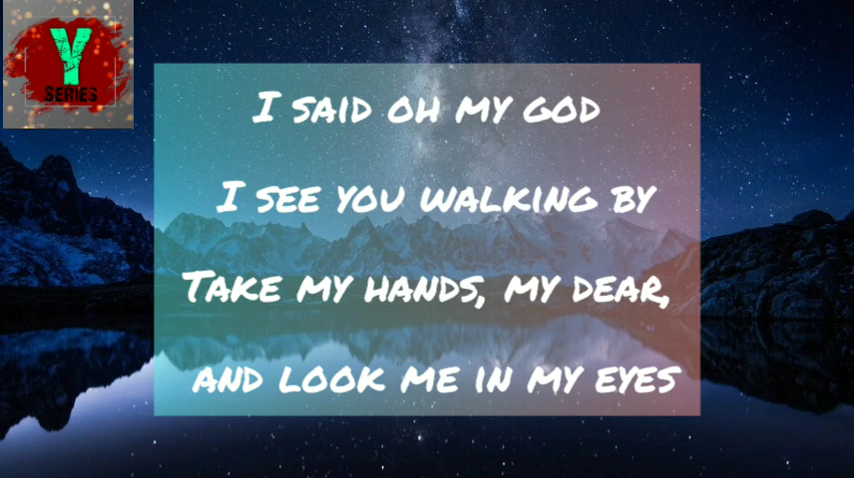 Y
SERIES
I SAID OH MY GOD
I SEE YOU WALKING BY
TAKE MY HANDS, MY DEAR,
AND LOOK ME IN MY EYES